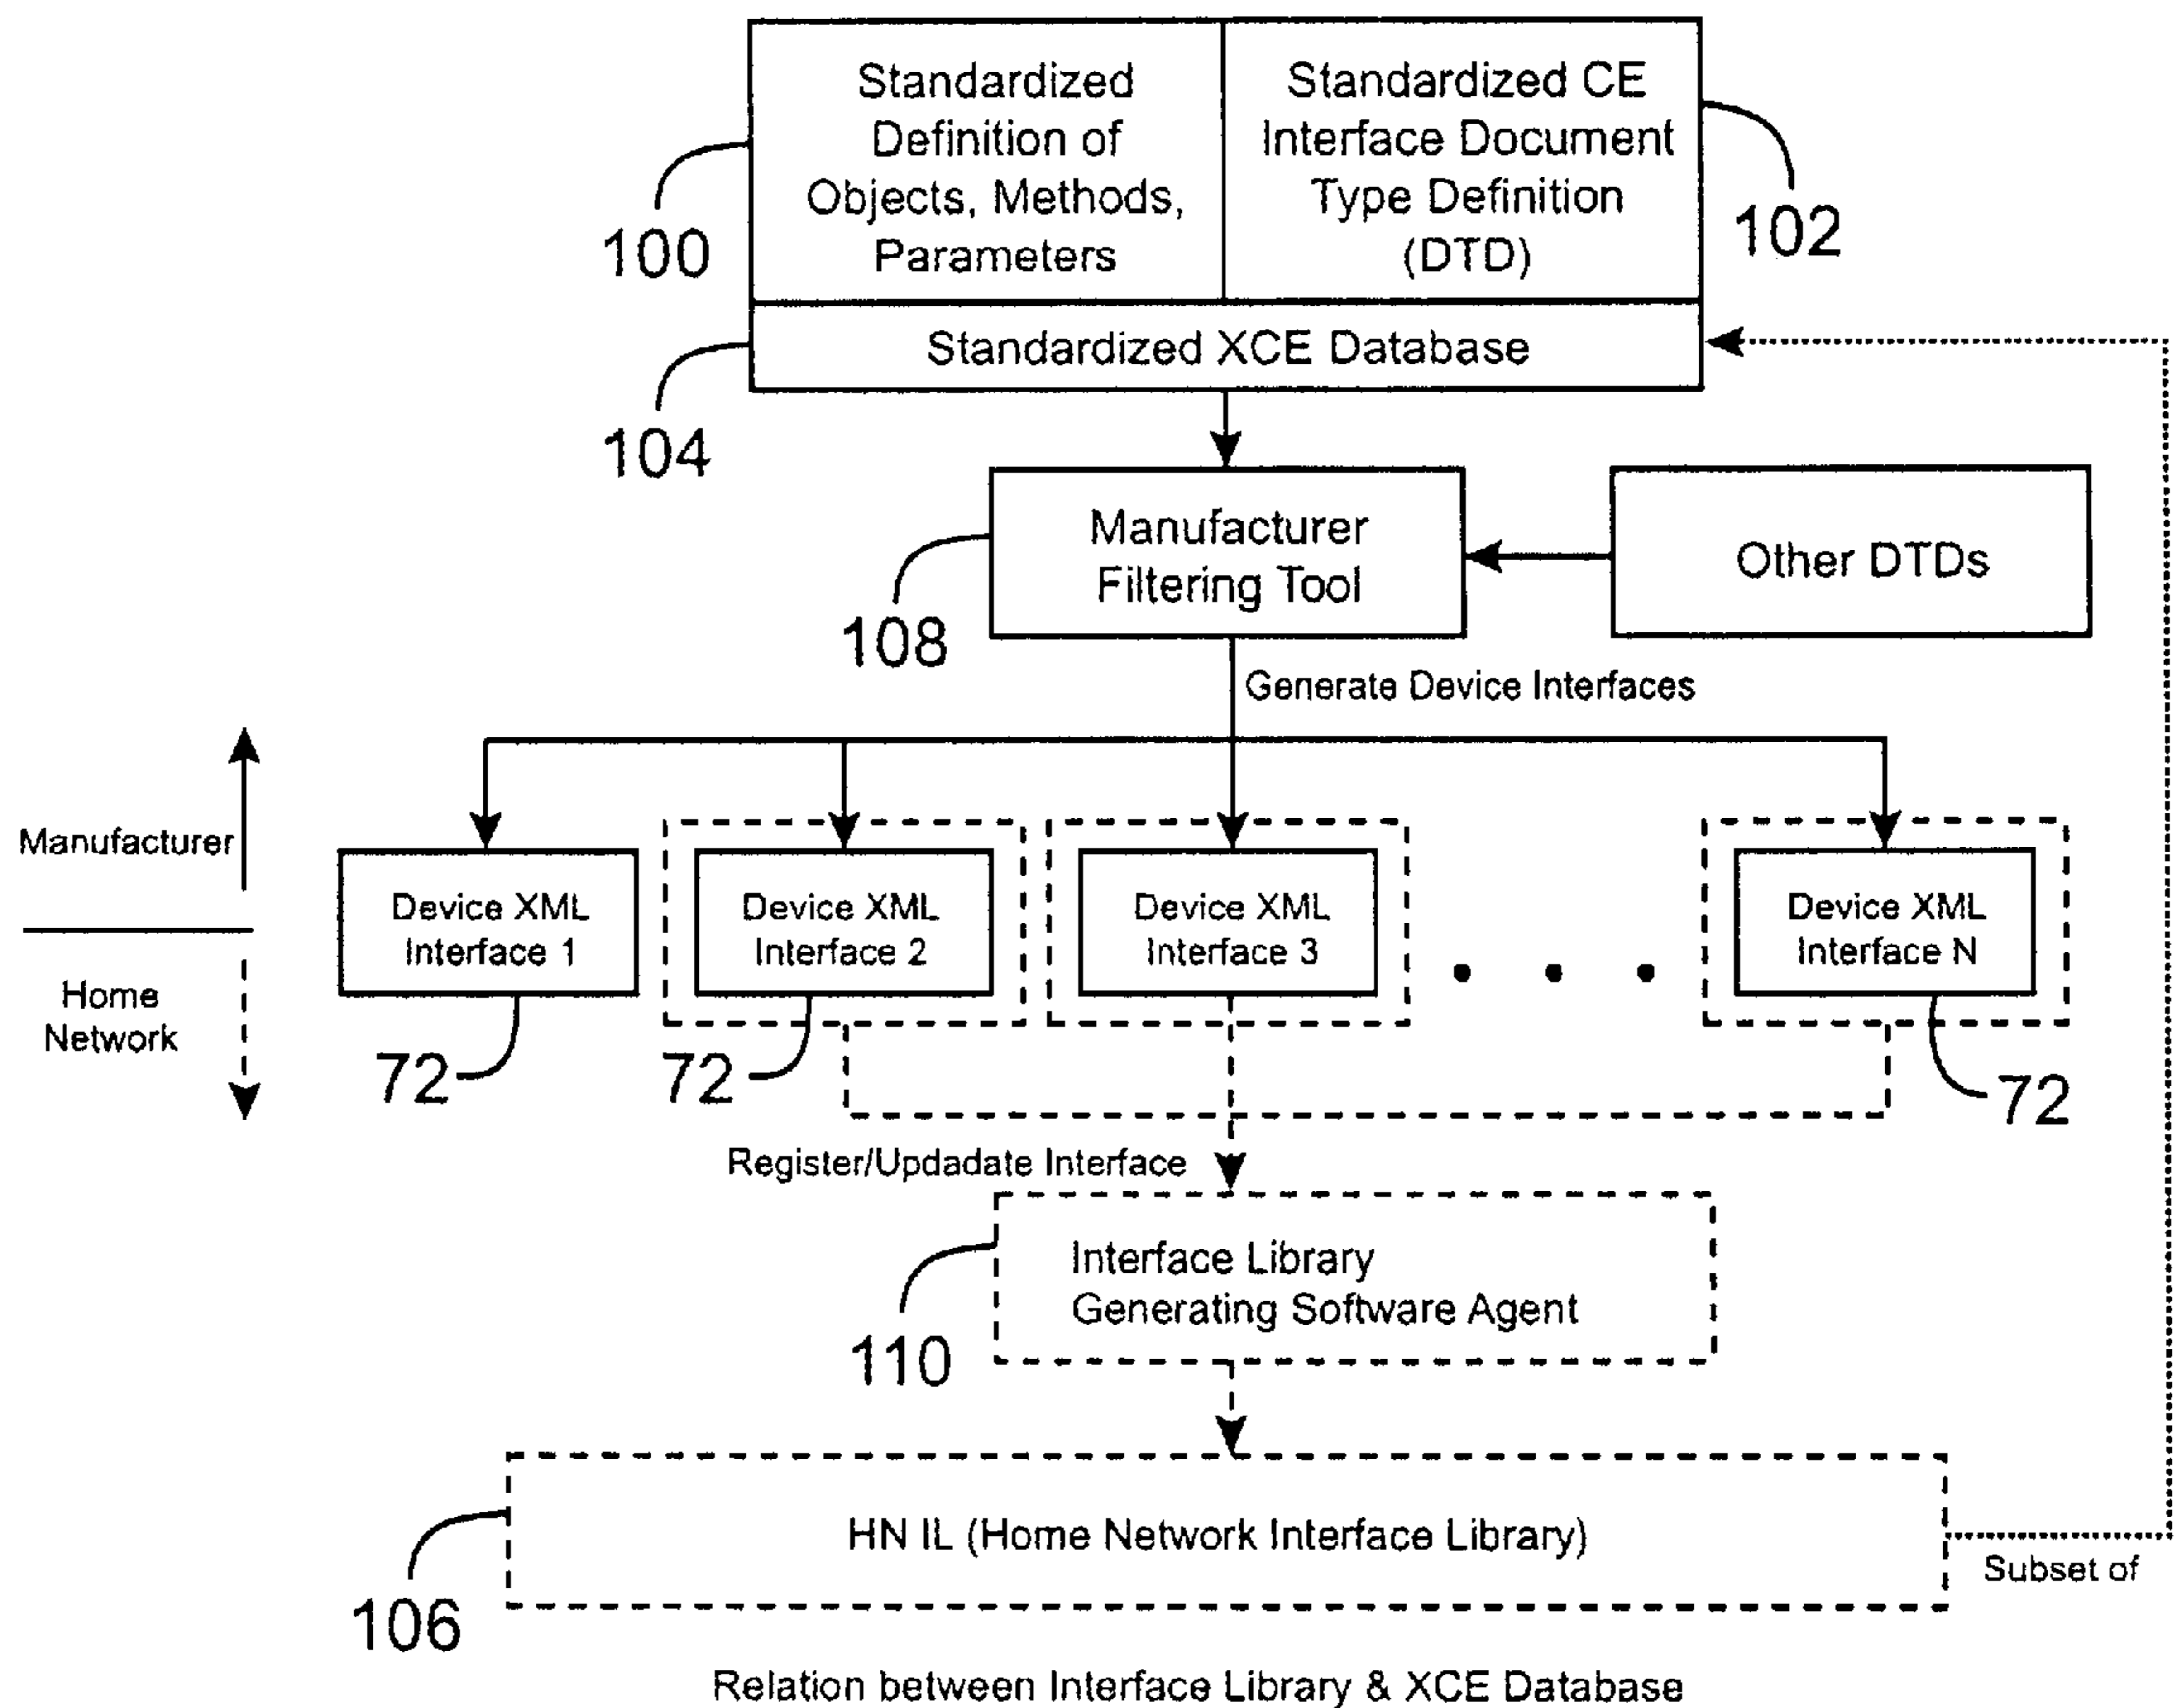 Standardized
Definition of
Objects, Methods,
Parameters
Standardized CE
Interface Document
Type Definition
(DTD)
100
102
Standardized XCE Database
104
Manufacturer
Filtering Tool
Other DTDs
108
Generate Device Interfaces
Manufacturer
Home
Network
Device XML
Interface 1
Device XML
Interface 2
Device XML
Interface 3
Device XML
Interface N
72
72
72
Register/Updadate Interface
Interface Library
Generating Software Agent
110
HN IL (Home Network Interface Library)
Subset of
106
Relation between Interface Library & XCE Database